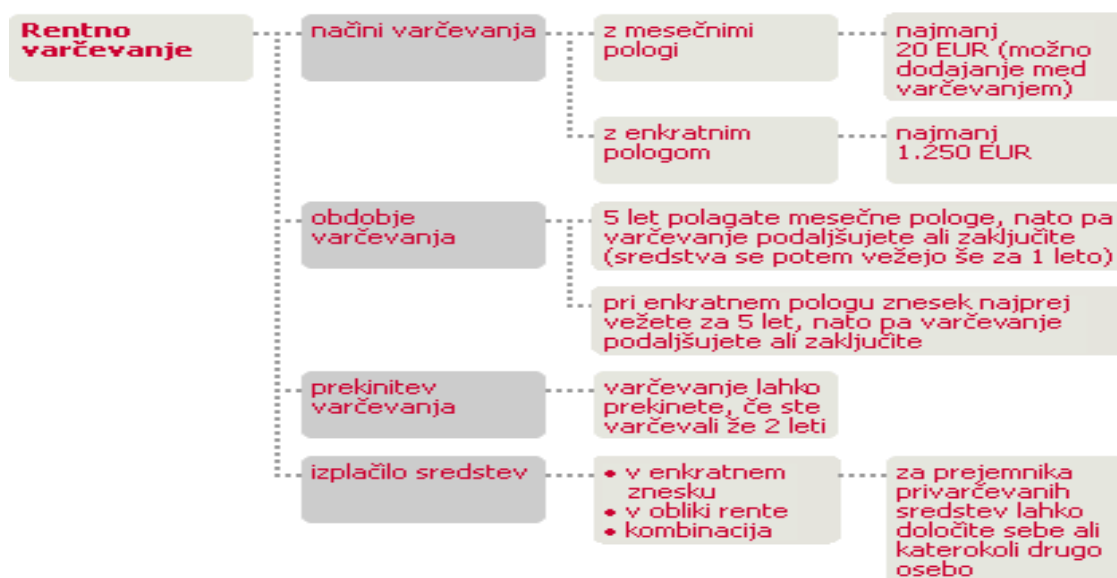 Rentno
varčevanje
načini varčevanja
z mesečnimi
pologi
najmanj
20 EUR (možno
dodajanje med
varčevanjem)
z enkratnim
pologom
najmanj
1.250 EUR
obdobje
varčevanja
5 let polagate mesečne pologe, nato pa
varčevanje podaljšujete ali zaključite
(sredstva se potem vežejo še za 1 leto)
pri enkratnem pologu znesek najprej
vežete za 5 let, nato pa varčevanje
podaljšujete ali zaključite
prekinitev
varčevanja
varčevanje lahko
prekinete, če ste
varčevali že 2 leti
izplačilo sredstev
• v enkratnem
znesku
• v obliki rente
• kombinacija
za prejemnika
privarčevanih
sredstev lahko
določite sebe ali
katerokoli drugo
osebo